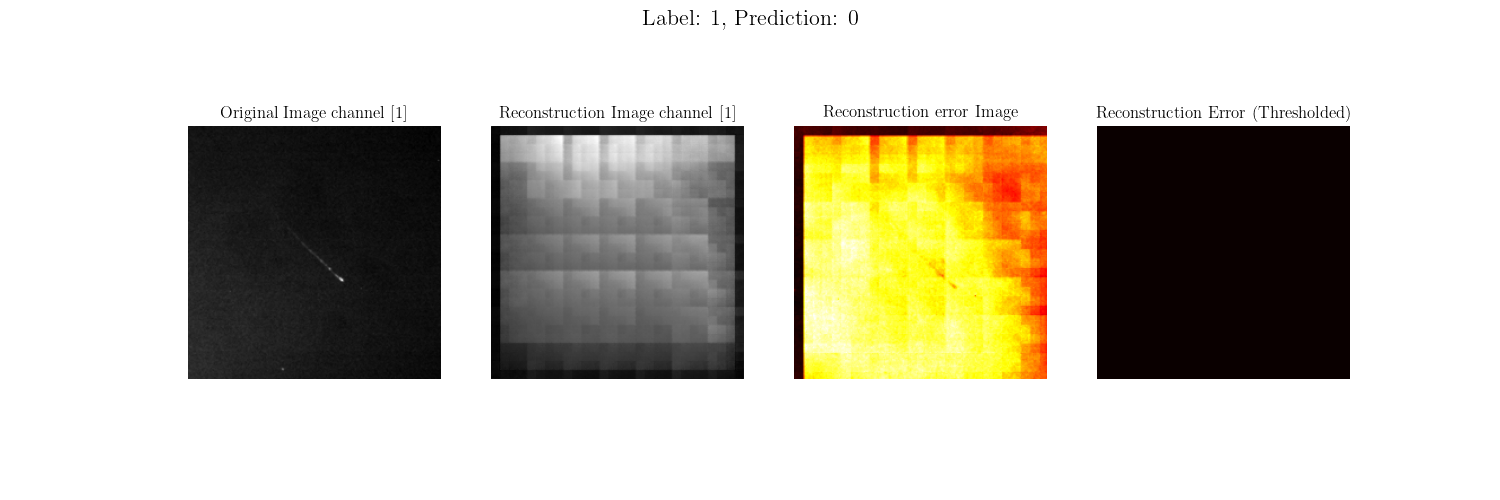 Label: 1, Prediction: 0
Original Image channel [1]
Reconstruction Image channel [1]
Reconstruction error Image
Reconstruction Error (Thresholded)